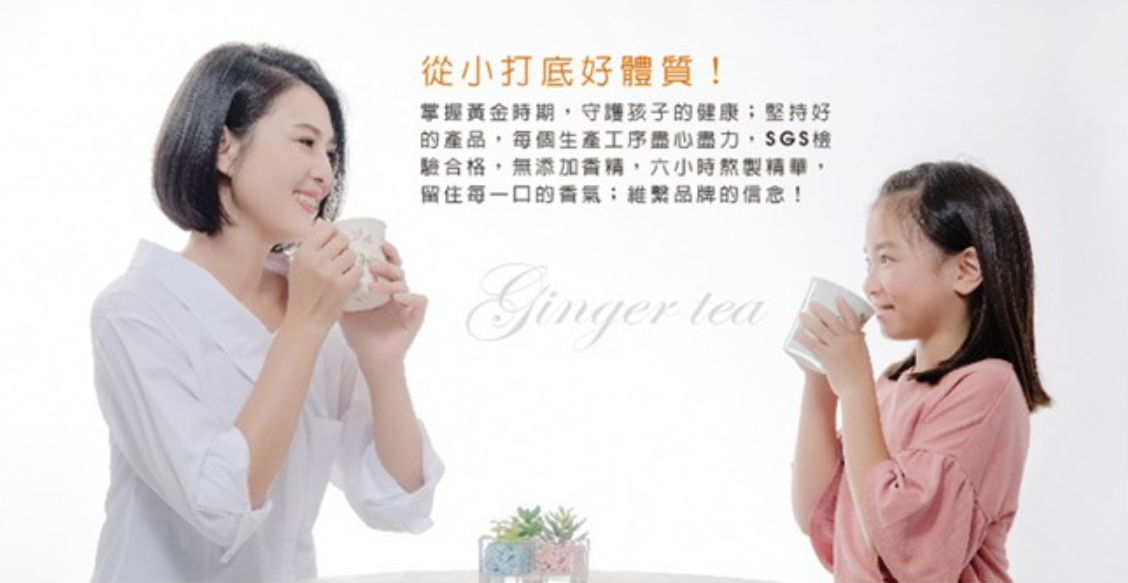 從小打底好體質！
掌握黃金時期，守護孩子的健康；堅持好
的產品，每個生產工序盡心盡力，SGS檢
驗合格，無添加香精，六小時熬製精華，
留住每一口的香氣；維繫品牌的信念！
Ginger tea